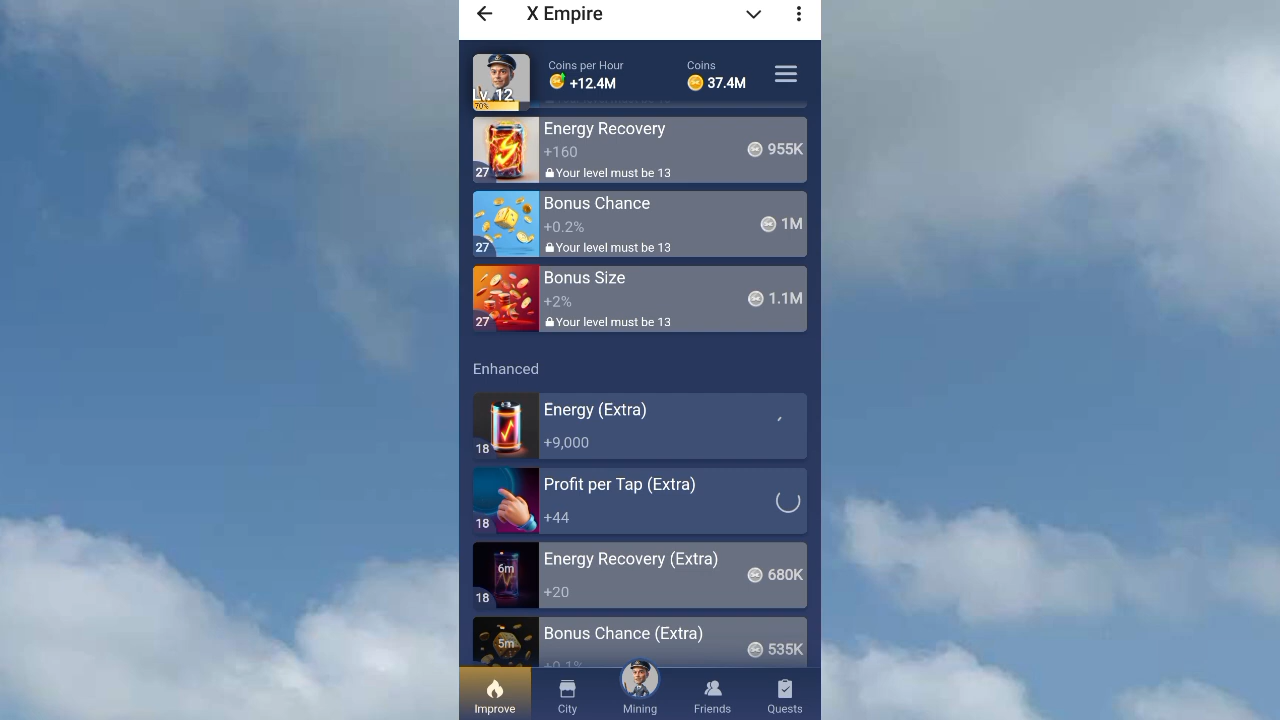 X Empire
Coins per Hour
+12.4M
Coins
37.4M
Lv. 12
70%
Energy Recovery
+160
955K
27
Your level must be 13
Bonus Chance
+0.2%
1M
27
Your level must be 13
Bonus Size
+2%
1.1M
27
Your level must be 13
Enhanced
Energy (Extra)
+9,000
18
Profit per Tap (Extra)
+44
18
Energy Recovery (Extra)
6m
680K
+20
18
Bonus Chance (Extra)
5m
535K
+0.1%
Improve
City
Mining
Friends
Quests